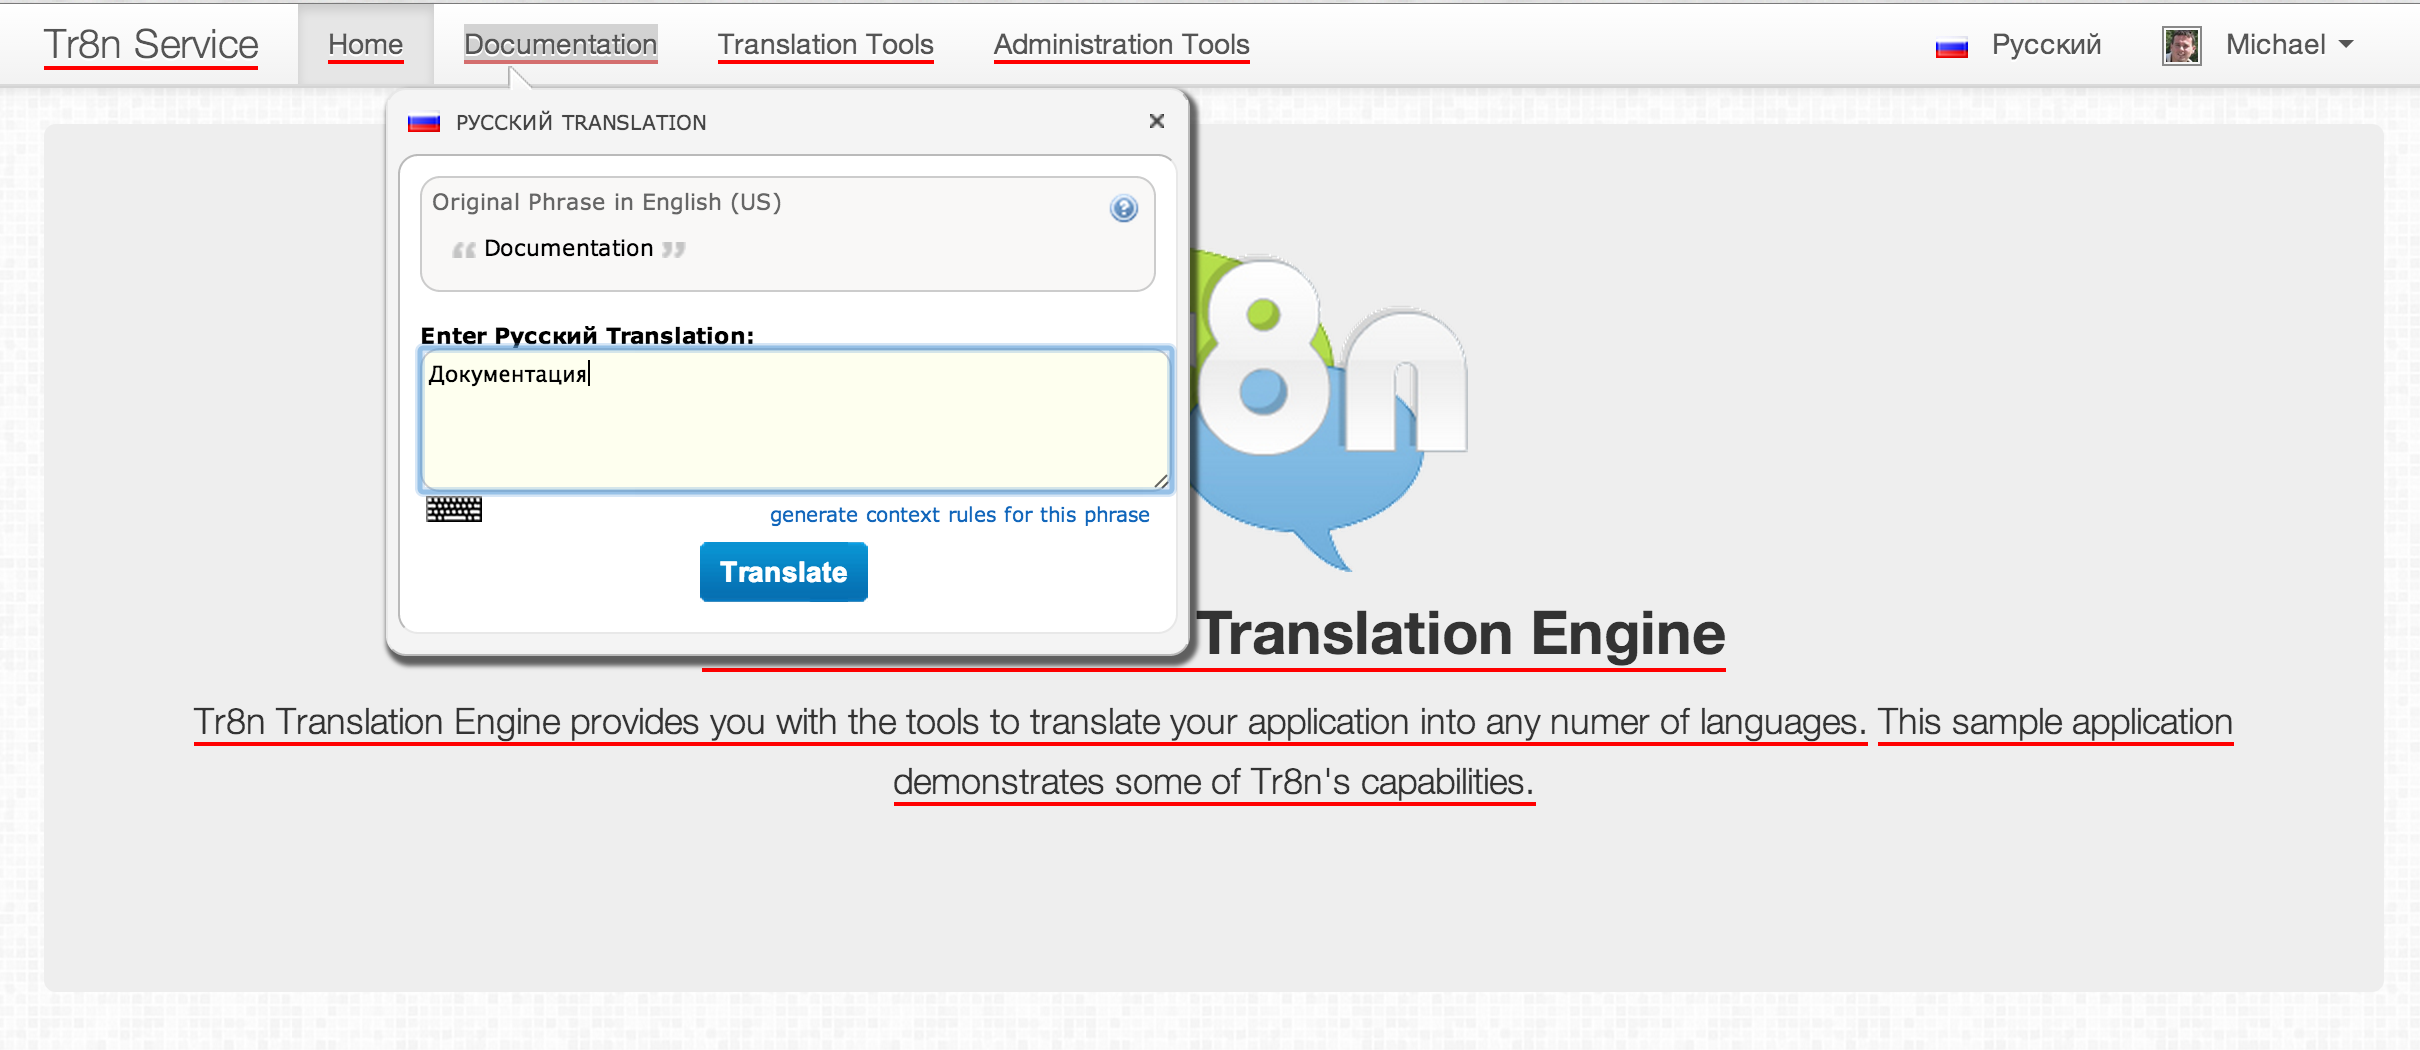 Tr8n Service
Home
Documentation
Translation Tools
Administration Tools
Русский
Michael
РУССКИЙ TRANSLATION
Original Phrase in English (US)
“ Documentation ”
Enter Русский Translation:
Документация
generate context rules for this phrase
Translate
8n
Translation Engine
Tr8n Translation Engine provides you with the tools to translate your application into any numer of languages. This sample application
demonstrates some of Tr8n's capabilities.